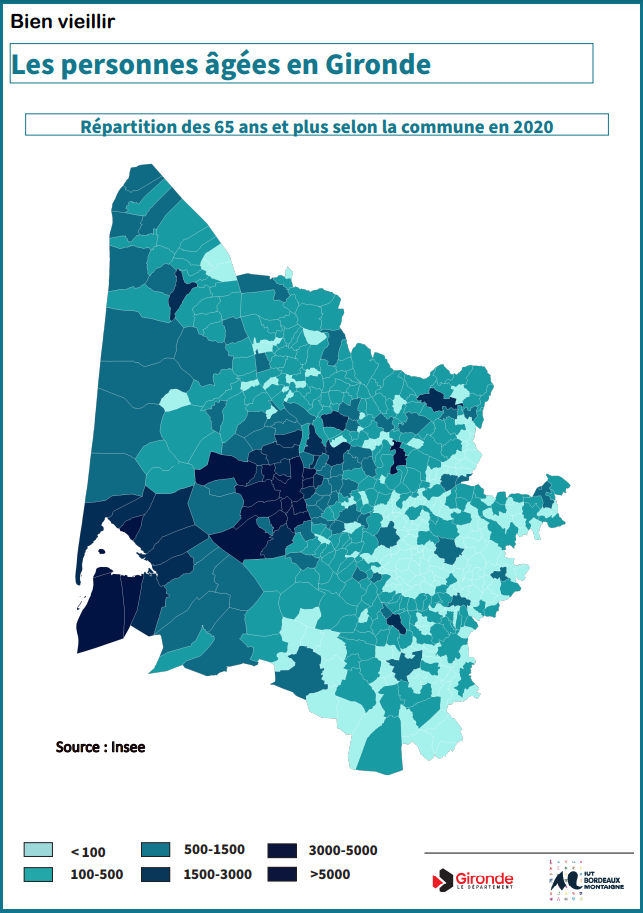 Bien vieillir
Les personnes âgées en Gironde
Répartition des 65 ans et plus selon la commune en 2020
Source : Insee
< 100
500-1500
3000-5000
100-500
1500-3000
>5000
Gironde
LE DÉPARTEMENT
IUT
BORDEAUX
MONTAIGNE